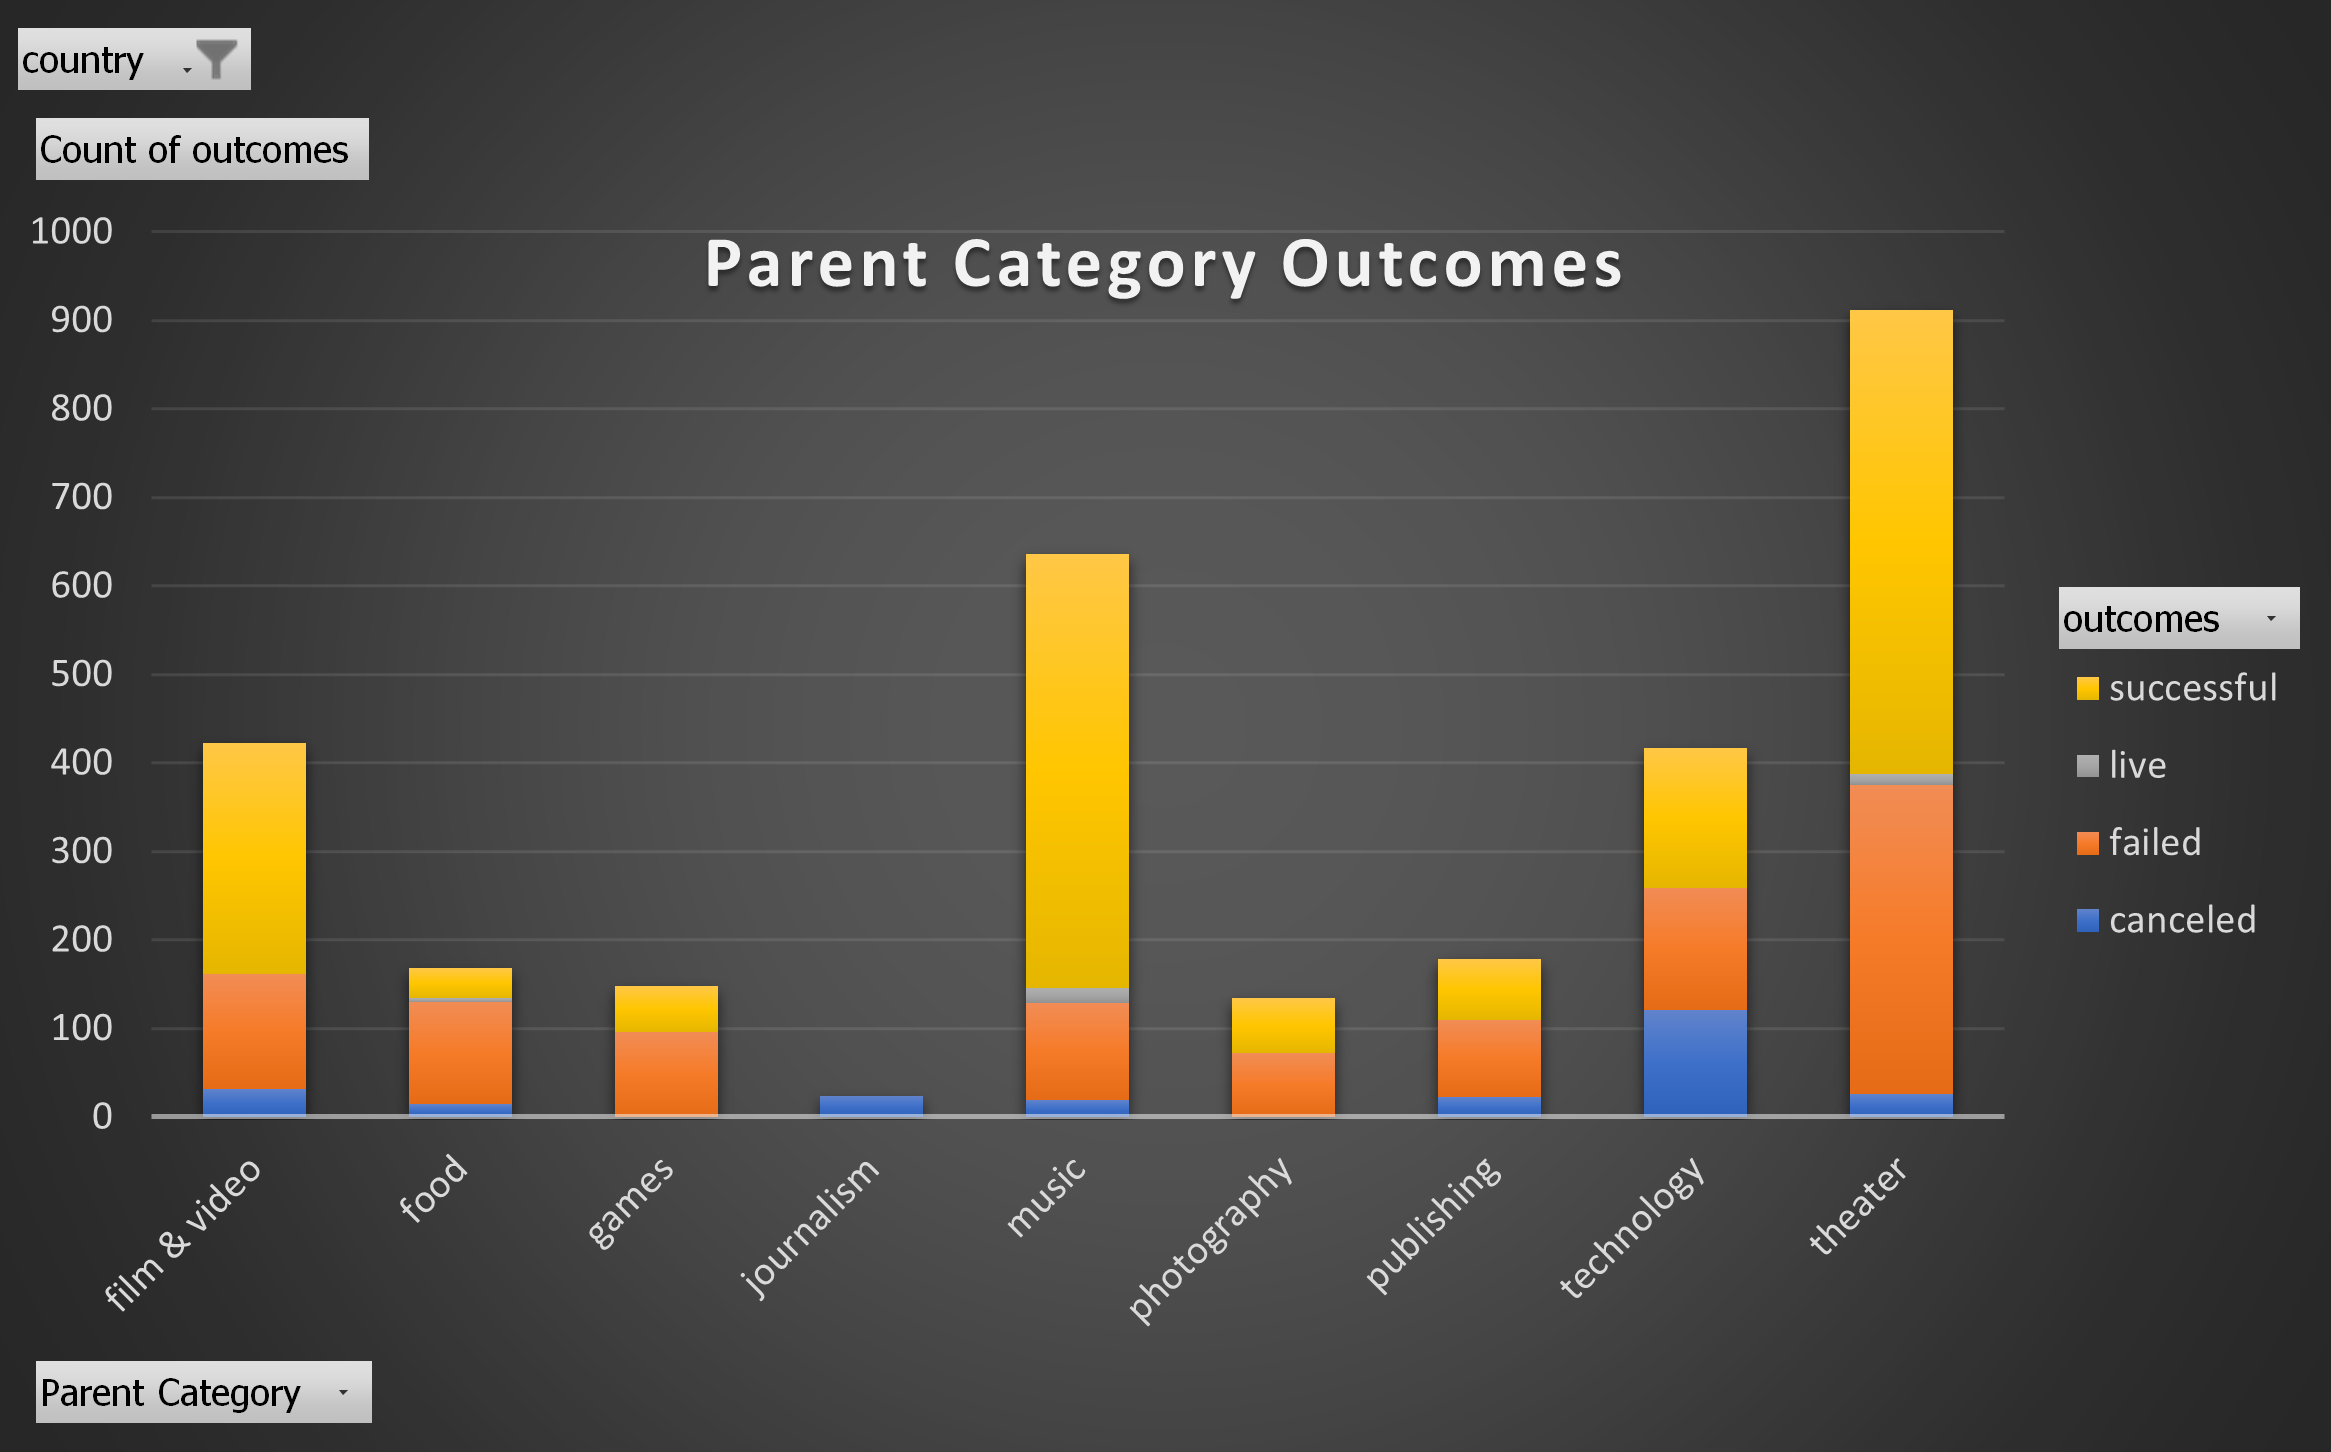 country
Count of outcomes
Parent Category Outcomes
1000
900
800
700
600
500
400
300
200
100
0
film & video
food
games
journalism
music
photography
publishing
technology
theater
outcomes
successful
live
failed
canceled
Parent Category